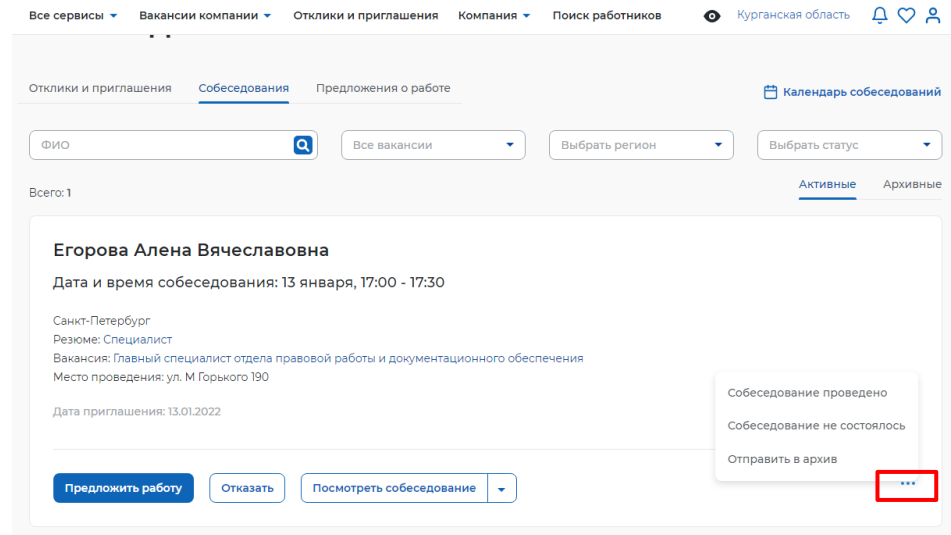 Все сервисы Вакансии компании Отклики и приглашения Компания Поиск работников Курганская область
Отклики и приглашения Собеседования Предложения о работе Календарь собеседований
ФИО Все вакансии Выбрать регион Выбрать статус
Всего: 1 Активные Архивные
Егорова Алена Вячеславовна
Дата и время собеседования: 13 января, 17:00 - 17:30
Санкт-Петербург
Резюме: Специалист
Вакансия: Главный специалист отдела правовой работы и документационного обеспечения
Место проведения: ул. М Горького 190
Дата приглашения: 13.01.2022
Собеседование проведено
Собеседование не состоялось
Отправить в архив
Предложить работу Отказать Посмотреть собеседование ...